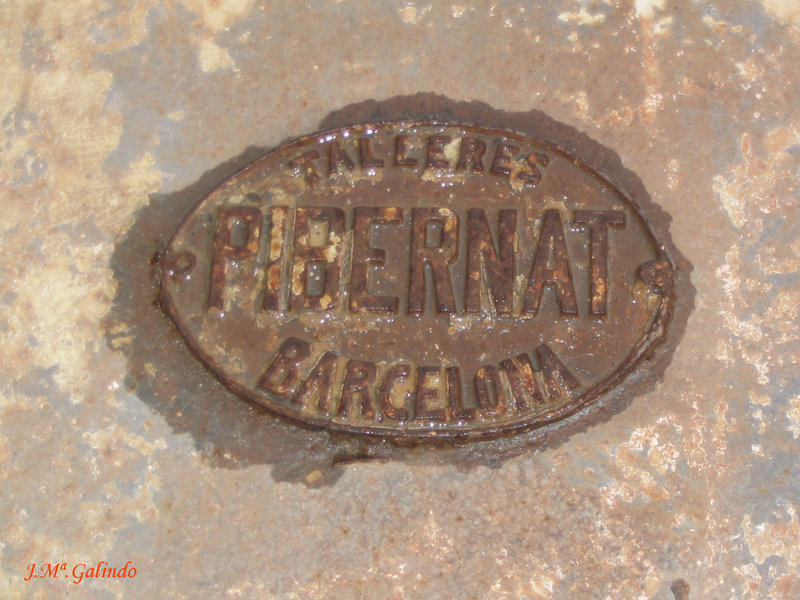 TALLERES
PIBERNAT
BARCELONA
J.Mª.Galindo